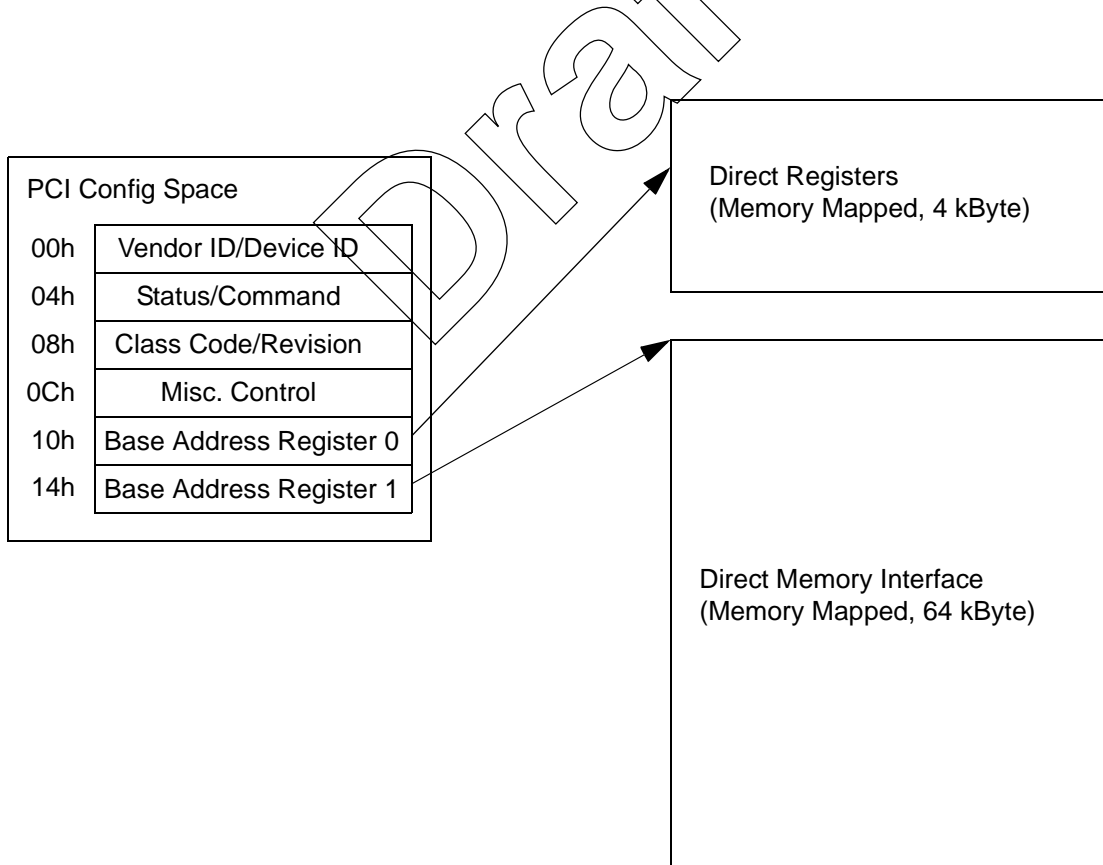 PCI Config Space
00h Vendor ID/Device ID
04h Status/Command
08h Class Code/Revision
0Ch Misc. Control
10h Base Address Register 0
14h Base Address Register 1
Direct Registers
(Memory Mapped, 4 kByte)
Direct Memory Interface
(Memory Mapped, 64 kByte)